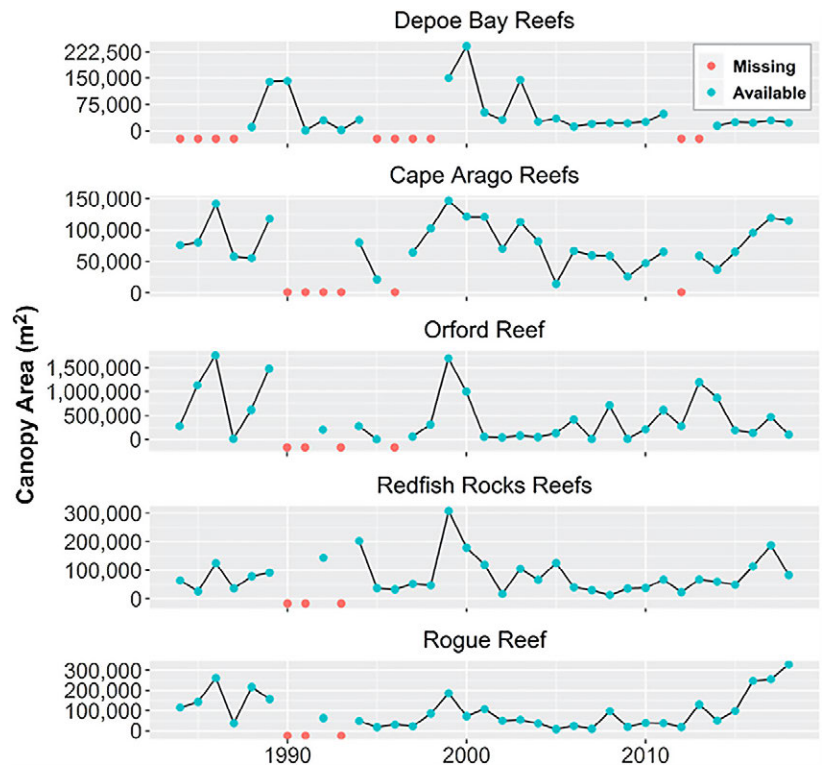 Depoe Bay Reefs
222,500
150,000
75,000
0
Missing
Available
Cape Arago Reefs
150,000
100,000
50,000
0
Orford Reef
1,500,000
1,000,000
500,000
0
Canopy Area (m²)
Redfish Rocks Reefs
300,000
200,000
100,000
0
Rogue Reef
300,000
200,000
100,000
0
1990 2000 2010